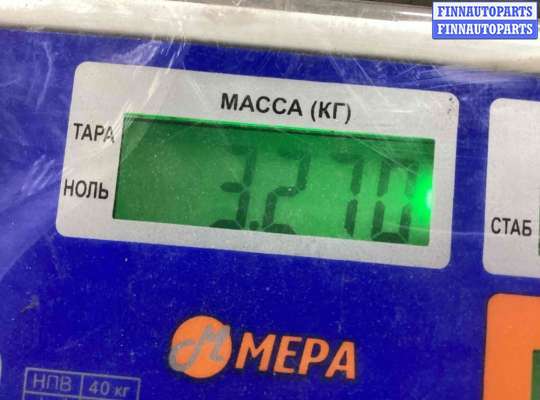 FINNAUTOPARTS
FINNAUTOPARTS
МАССА (КГ)
ТАРА
3.270
НОЛЬ
СТАБ
МЕРА
НПВ 40 кг